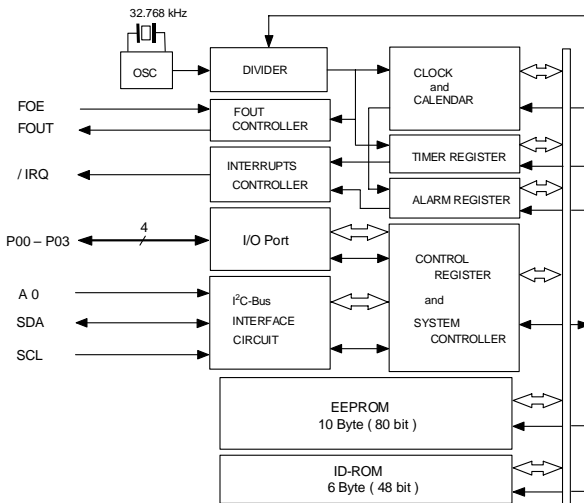 32.768 kHz
OSC
DIVIDER
CLOCK
and
CALENDAR
FOE
FOUT
FOUT
CONTROLLER
/ IRQ
INTERRUPTS
CONTROLLER
TIMER REGISTER
ALARM REGISTER
P00 – P03
4
I/O Port
CONTROL
REGISTER
and
SYSTEM
CONTROLLER
A 0
SDA
SCL
I²C-Bus
INTERFACE
CIRCUIT
EEPROM
10 Byte ( 80 bit )
ID-ROM
6 Byte ( 48 bit )